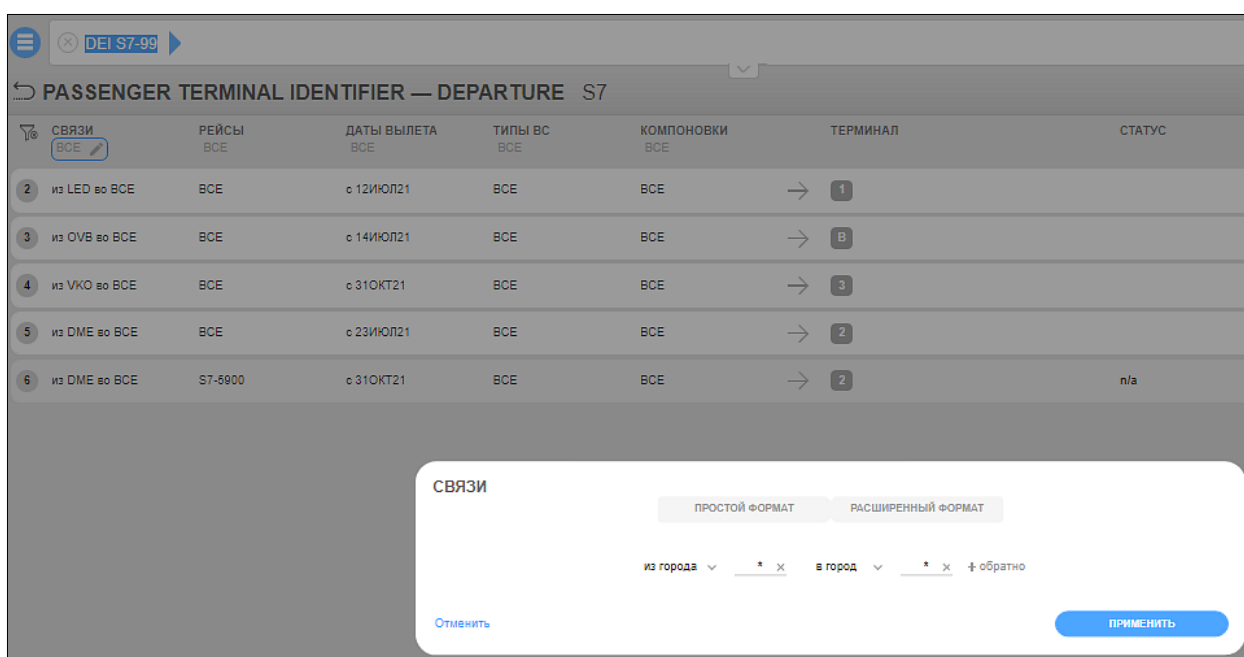 DEI S7-99
PASSENGER TERMINAL IDENTIFIER — DEPARTURE S7
СВЯЗИ РЕЙСЫ ДАТЫ ВЫЛЕТА ТИПЫ ВС КОМПОНОВКИ ТЕРМИНАЛ СТАТУС
ВСЕ ВСЕ ВСЕ ВСЕ ВСЕ
2 из LED во ВСЕ ВСЕ с 12ИЮЛ21 ВСЕ ВСЕ 1
3 из OVB во ВСЕ ВСЕ с 14ИЮЛ21 ВСЕ ВСЕ B
4 из VKO во ВСЕ ВСЕ с 31ОКТ21 ВСЕ ВСЕ 3
5 из DME во ВСЕ ВСЕ с 23ИЮЛ21 ВСЕ ВСЕ 2
6 из DME во ВСЕ S7-5900 с 31ОКТ21 ВСЕ ВСЕ 2 n/a
СВЯЗИ
ПРОСТОЙ ФОРМАТ РАСШИРЕННЫЙ ФОРМАТ
из города * в город * + обратно
Отменить ПРИМЕНИТЬ